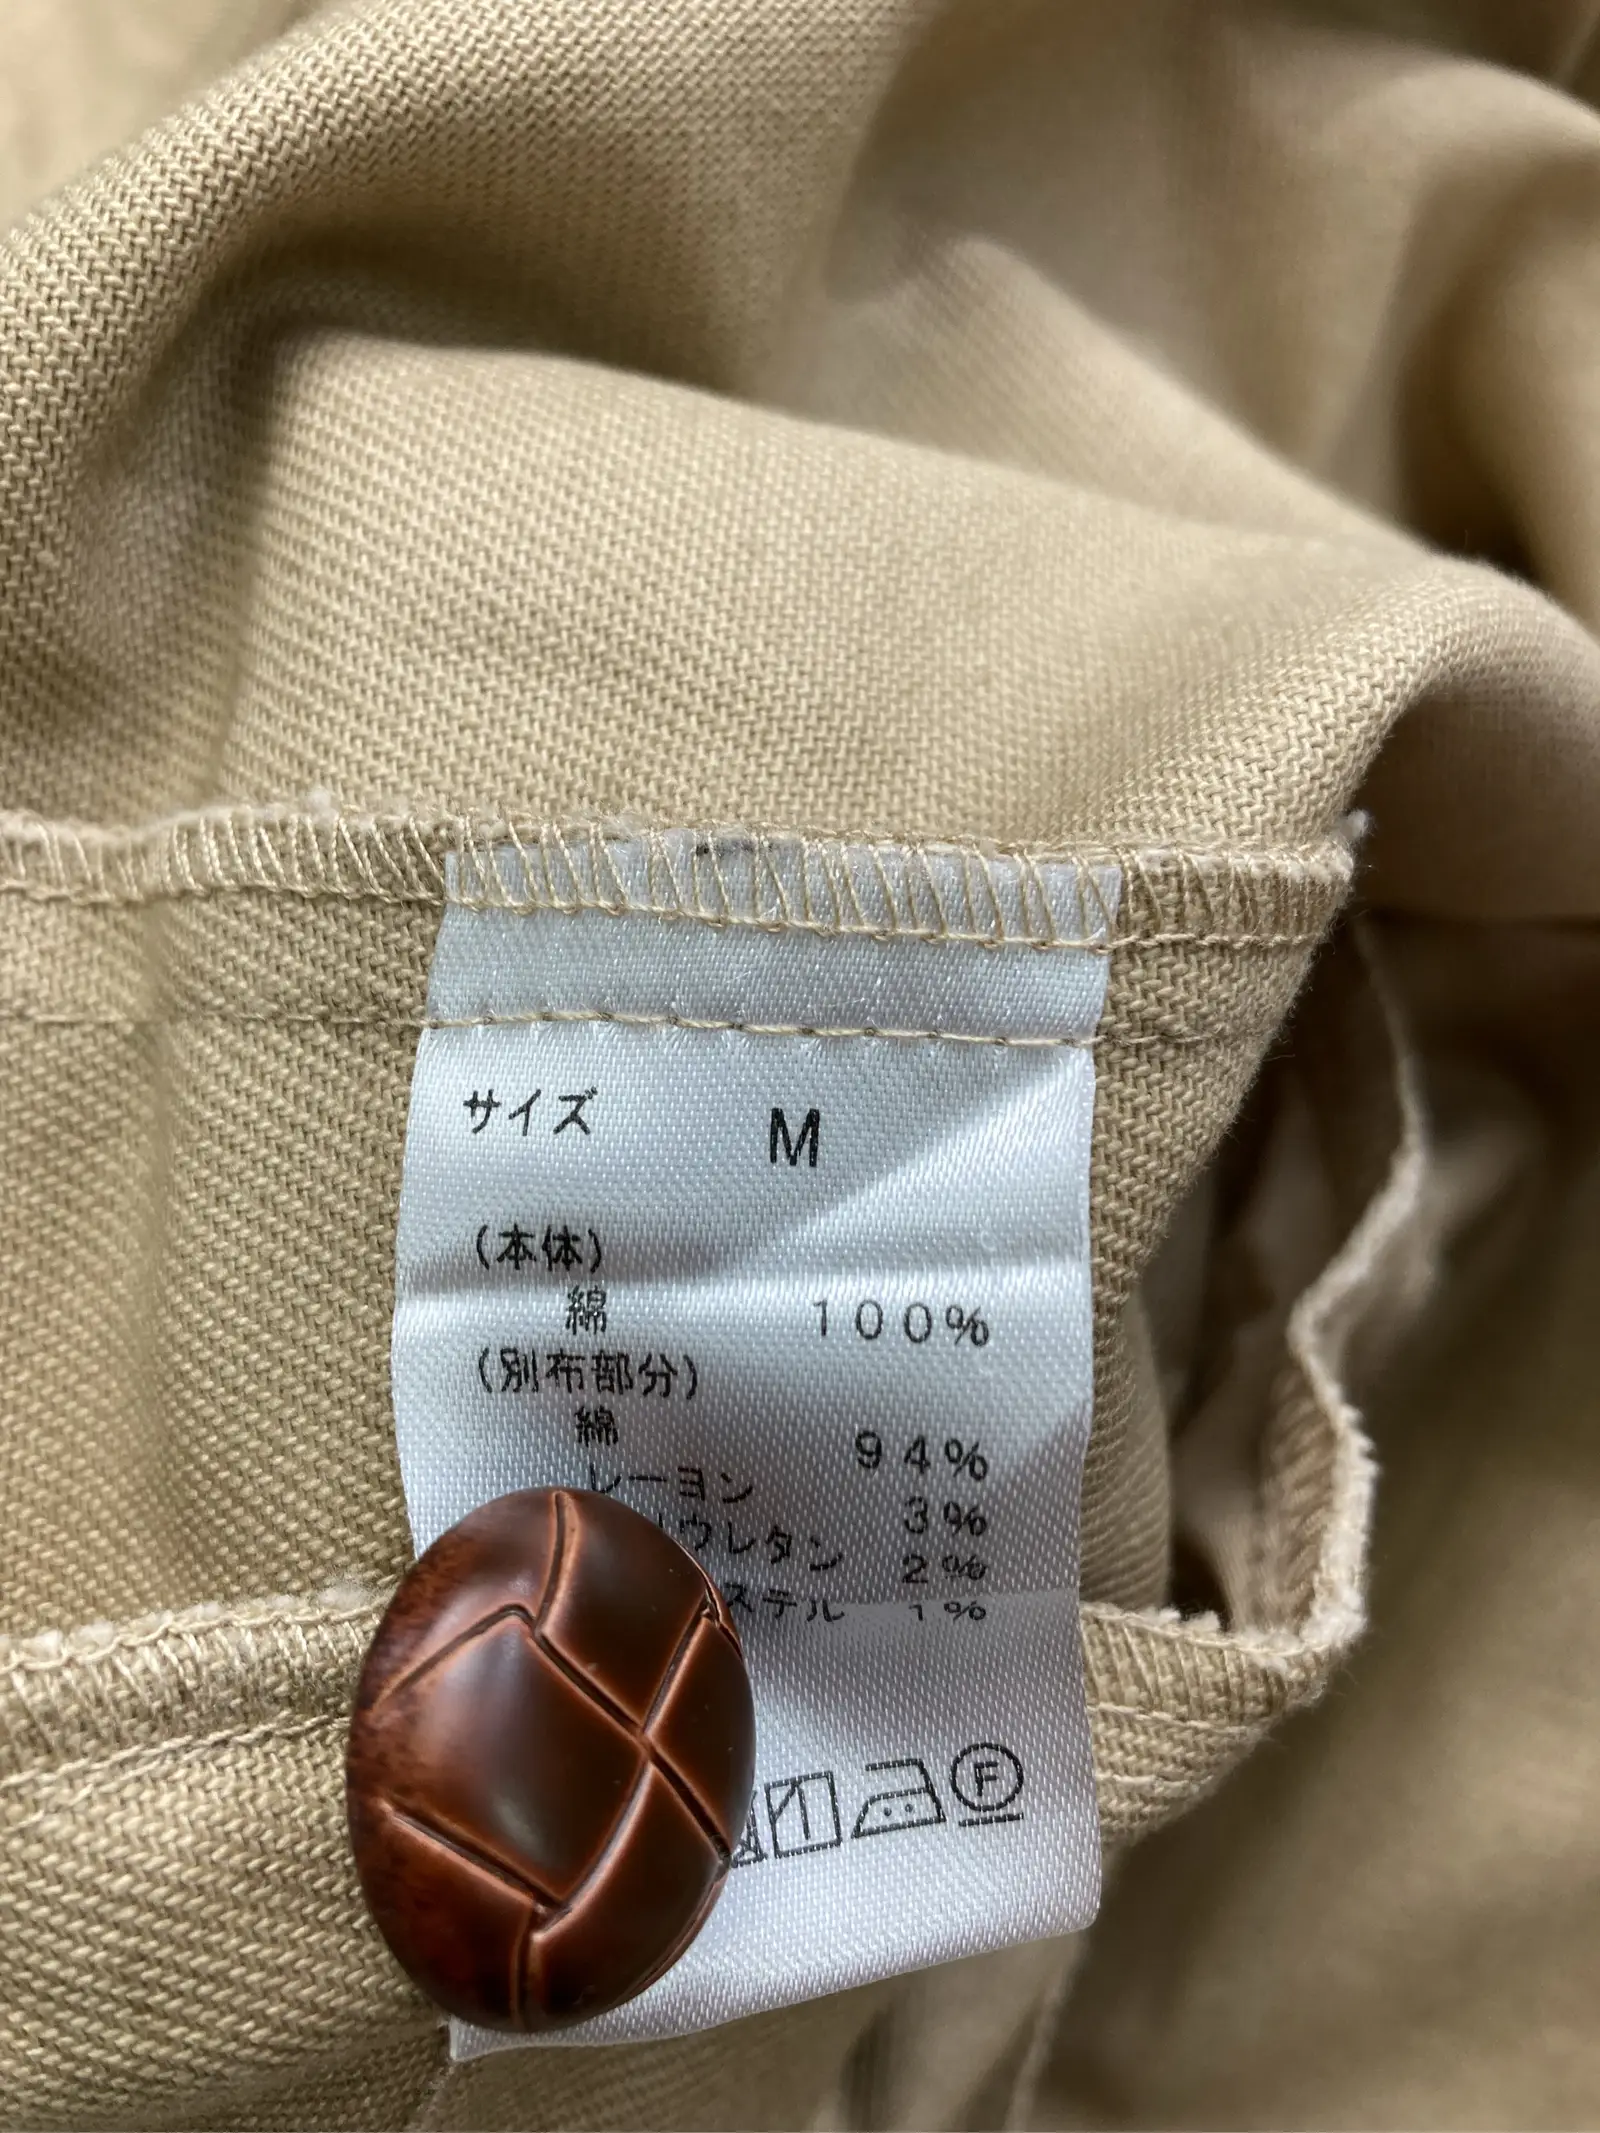 サイズ M
(本体)
綿 100%
(別布部分)
綿 94%
レーヨン 3%
ウレタン 2%
ステル 1%
F